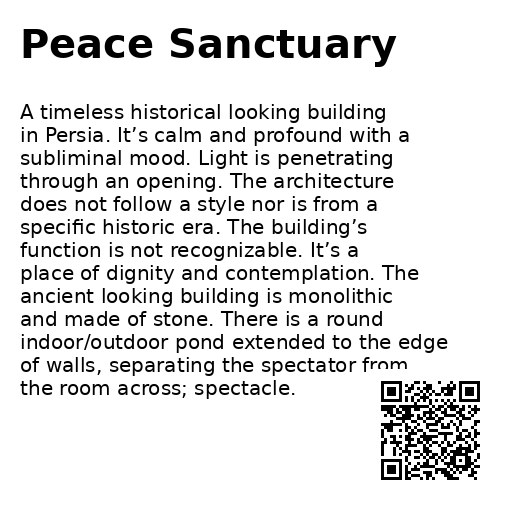 Peace Sanctuary
A timeless historical looking building
in Persia. It’s calm and profound with a
subliminal mood. Light is penetrating
through an opening. The architecture
does not follow a style nor is from a
specific historic era. The building’s
function is not recognizable. It’s a
place of dignity and contemplation. The
ancient looking building is monolithic
and made of stone. There is a round
indoor/outdoor pond extended to the edge
of walls, separating the spectator from
the room across; spectacle.